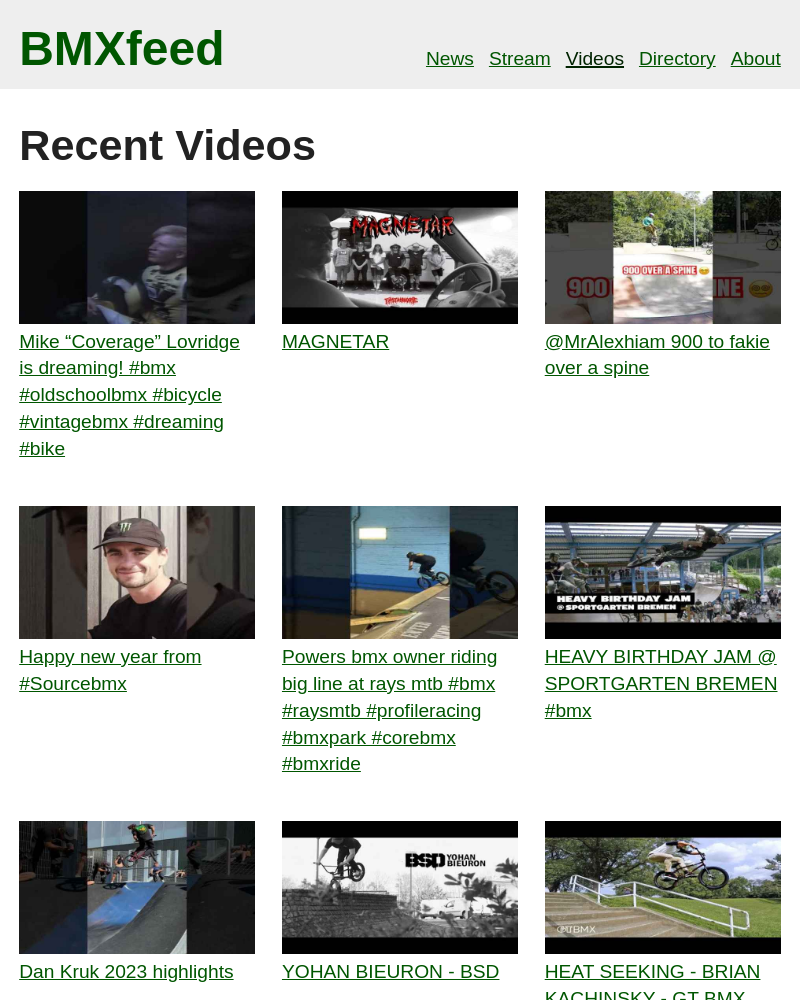 BMXfeed
News Stream Videos Directory About
Recent Videos
MAGNETAR
900 OVER A SPINE
900
INE
Mike “Coverage” Lovridge
is dreaming! #bmx
#oldschoolbmx #bicycle
#vintagebmx #dreaming
#bike
MAGNETAR
@MrAlexhiam 900 to fakie
over a spine
HEAVY BIRTHDAY JAM
@ SPORTGARTEN BREMEN
Happy new year from
#Sourcebmx
Powers bmx owner riding
big line at rays mtb #bmx
#raysmtb #profileracing
#bmxpark #corebmx
#bmxride
HEAVY BIRTHDAY JAM @
SPORTGARTEN BREMEN
#bmx
BSD YOHAN
BIEURON
Dan Kruk 2023 highlights
YOHAN BIEURON - BSD
HEAT SEEKING - BRIAN
KACHINSKY - GT BMX